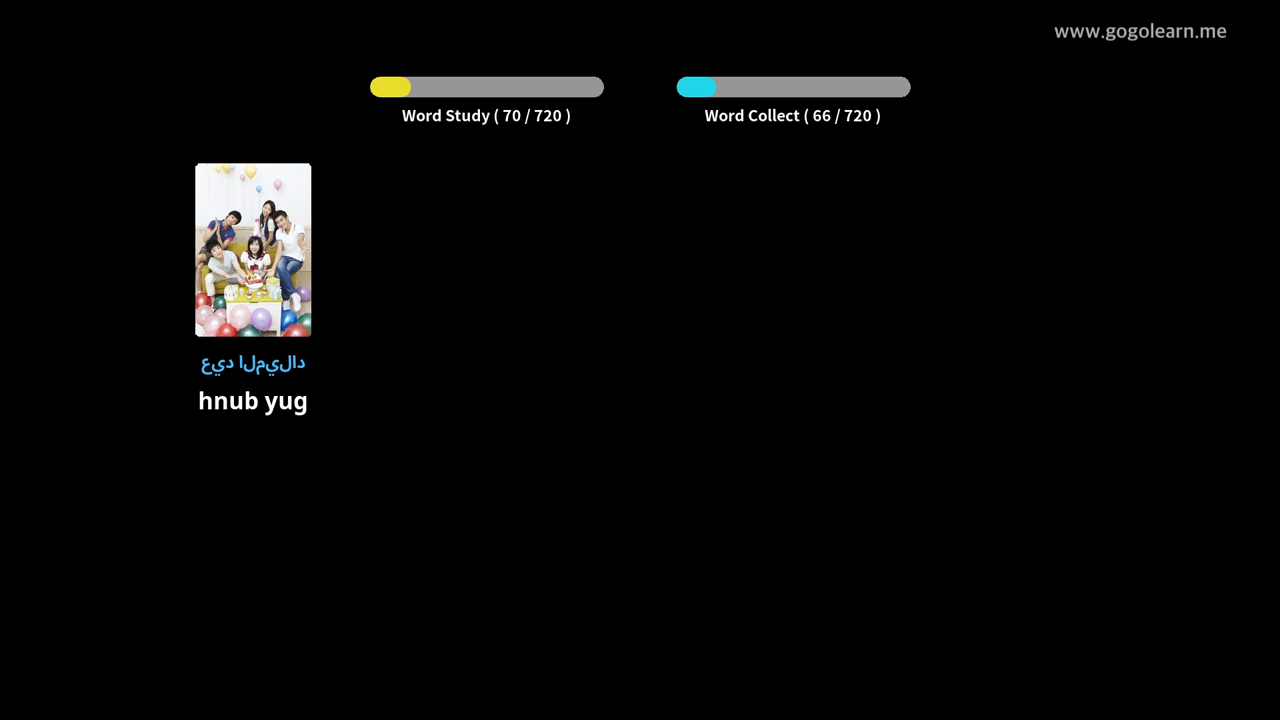 www.gogolearn.me
Word Study ( 70 / 720 )
Word Collect ( 66 / 720 )
عيد الميلاد
hnub yug